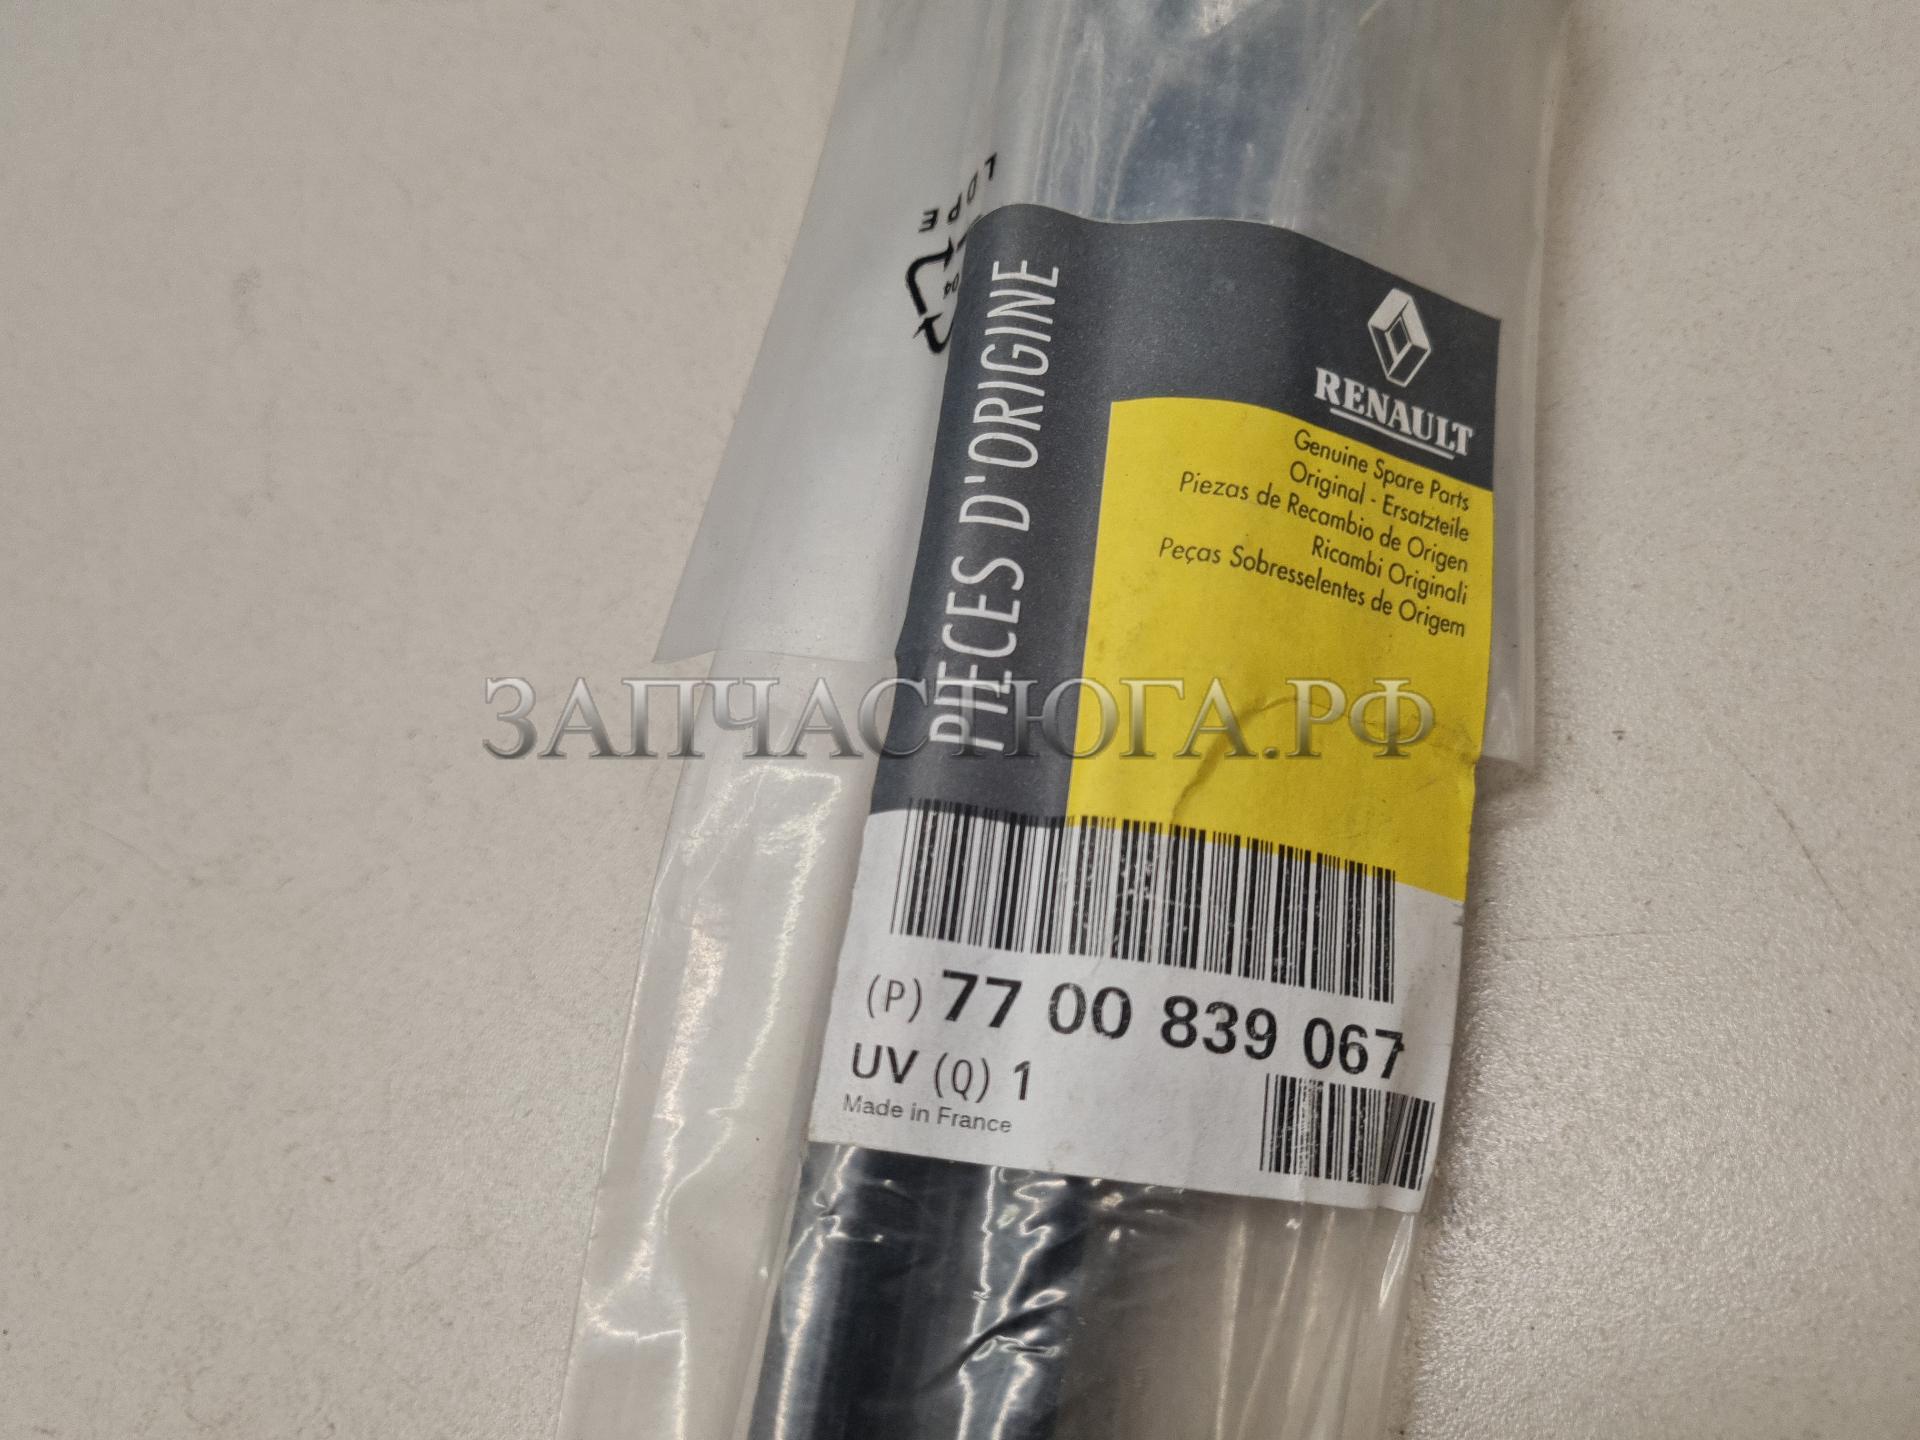 LDPE
04
PIECES D'ORIGINE
RENAULT
Genuine Spare Parts
Original - Ersatzteile
Piezas de Recambio de Origen
Ricambi Originali
Peças Sobresselentes de Origem
ЗАПЧАСТЮГА.РФ
(P) 77 00 839 067
UV (Q) 1
Made in France